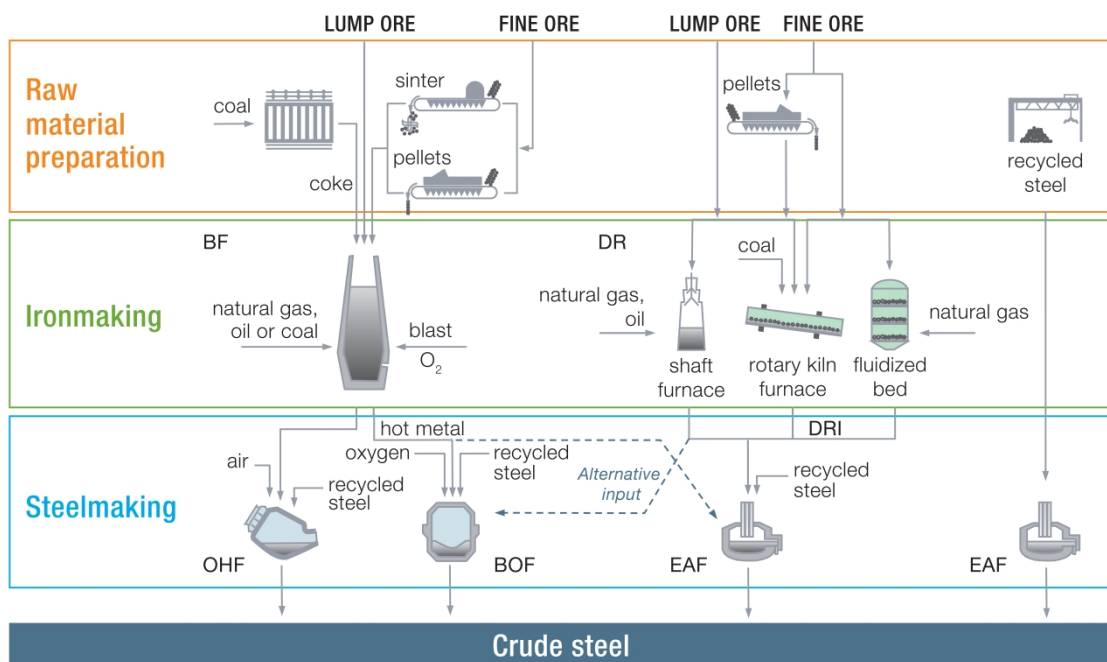 LUMP ORE
FINE ORE
LUMP ORE
FINE ORE
Raw
material
preparation
coal
sinter
pellets
coke
pellets
recycled
steel
BF
DR
Ironmaking
natural gas,
oil or coal
blast
O₂
natural gas,
oil
coal
natural gas
shaft
furnace
rotary kiln
furnace
fluidized
bed
Steelmaking
hot metal
DRI
air
recycled
steel
oxygen
recycled
steel
Alternative
input
recycled
steel
OHF
BOF
EAF
EAF
Crude steel